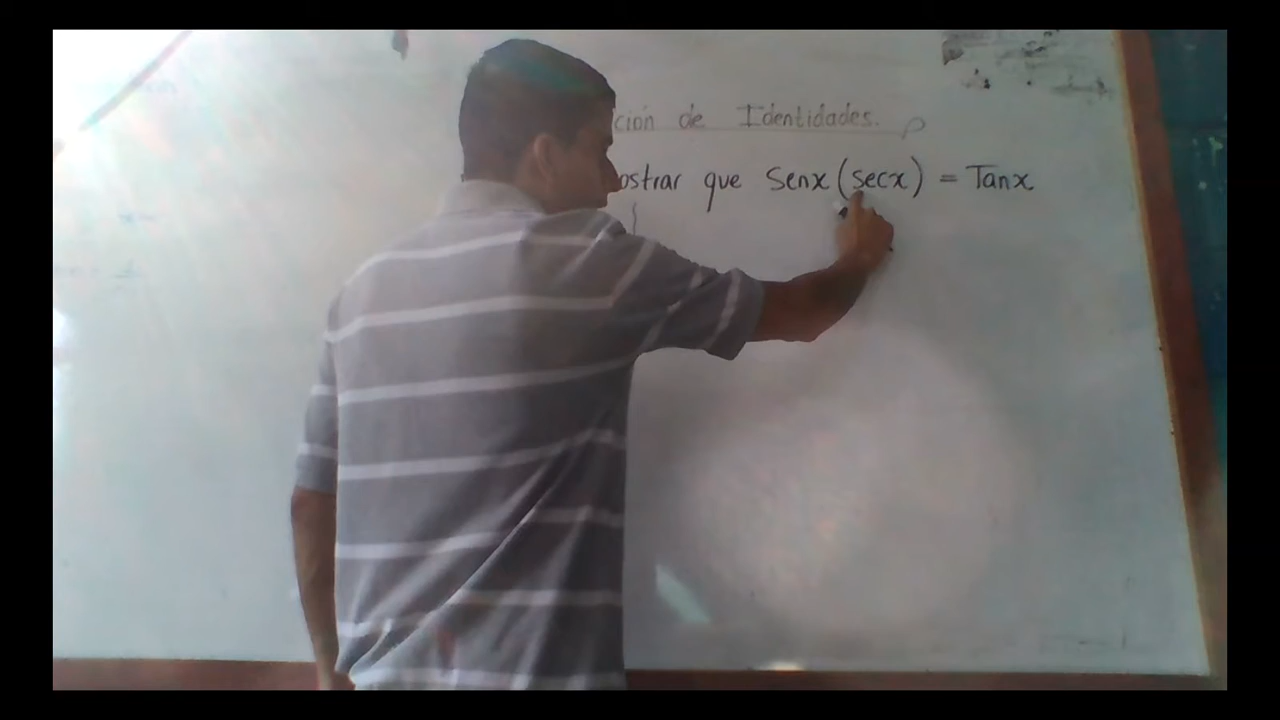 ción de Identidades.
ostrar que Senx (secx) = Tanx